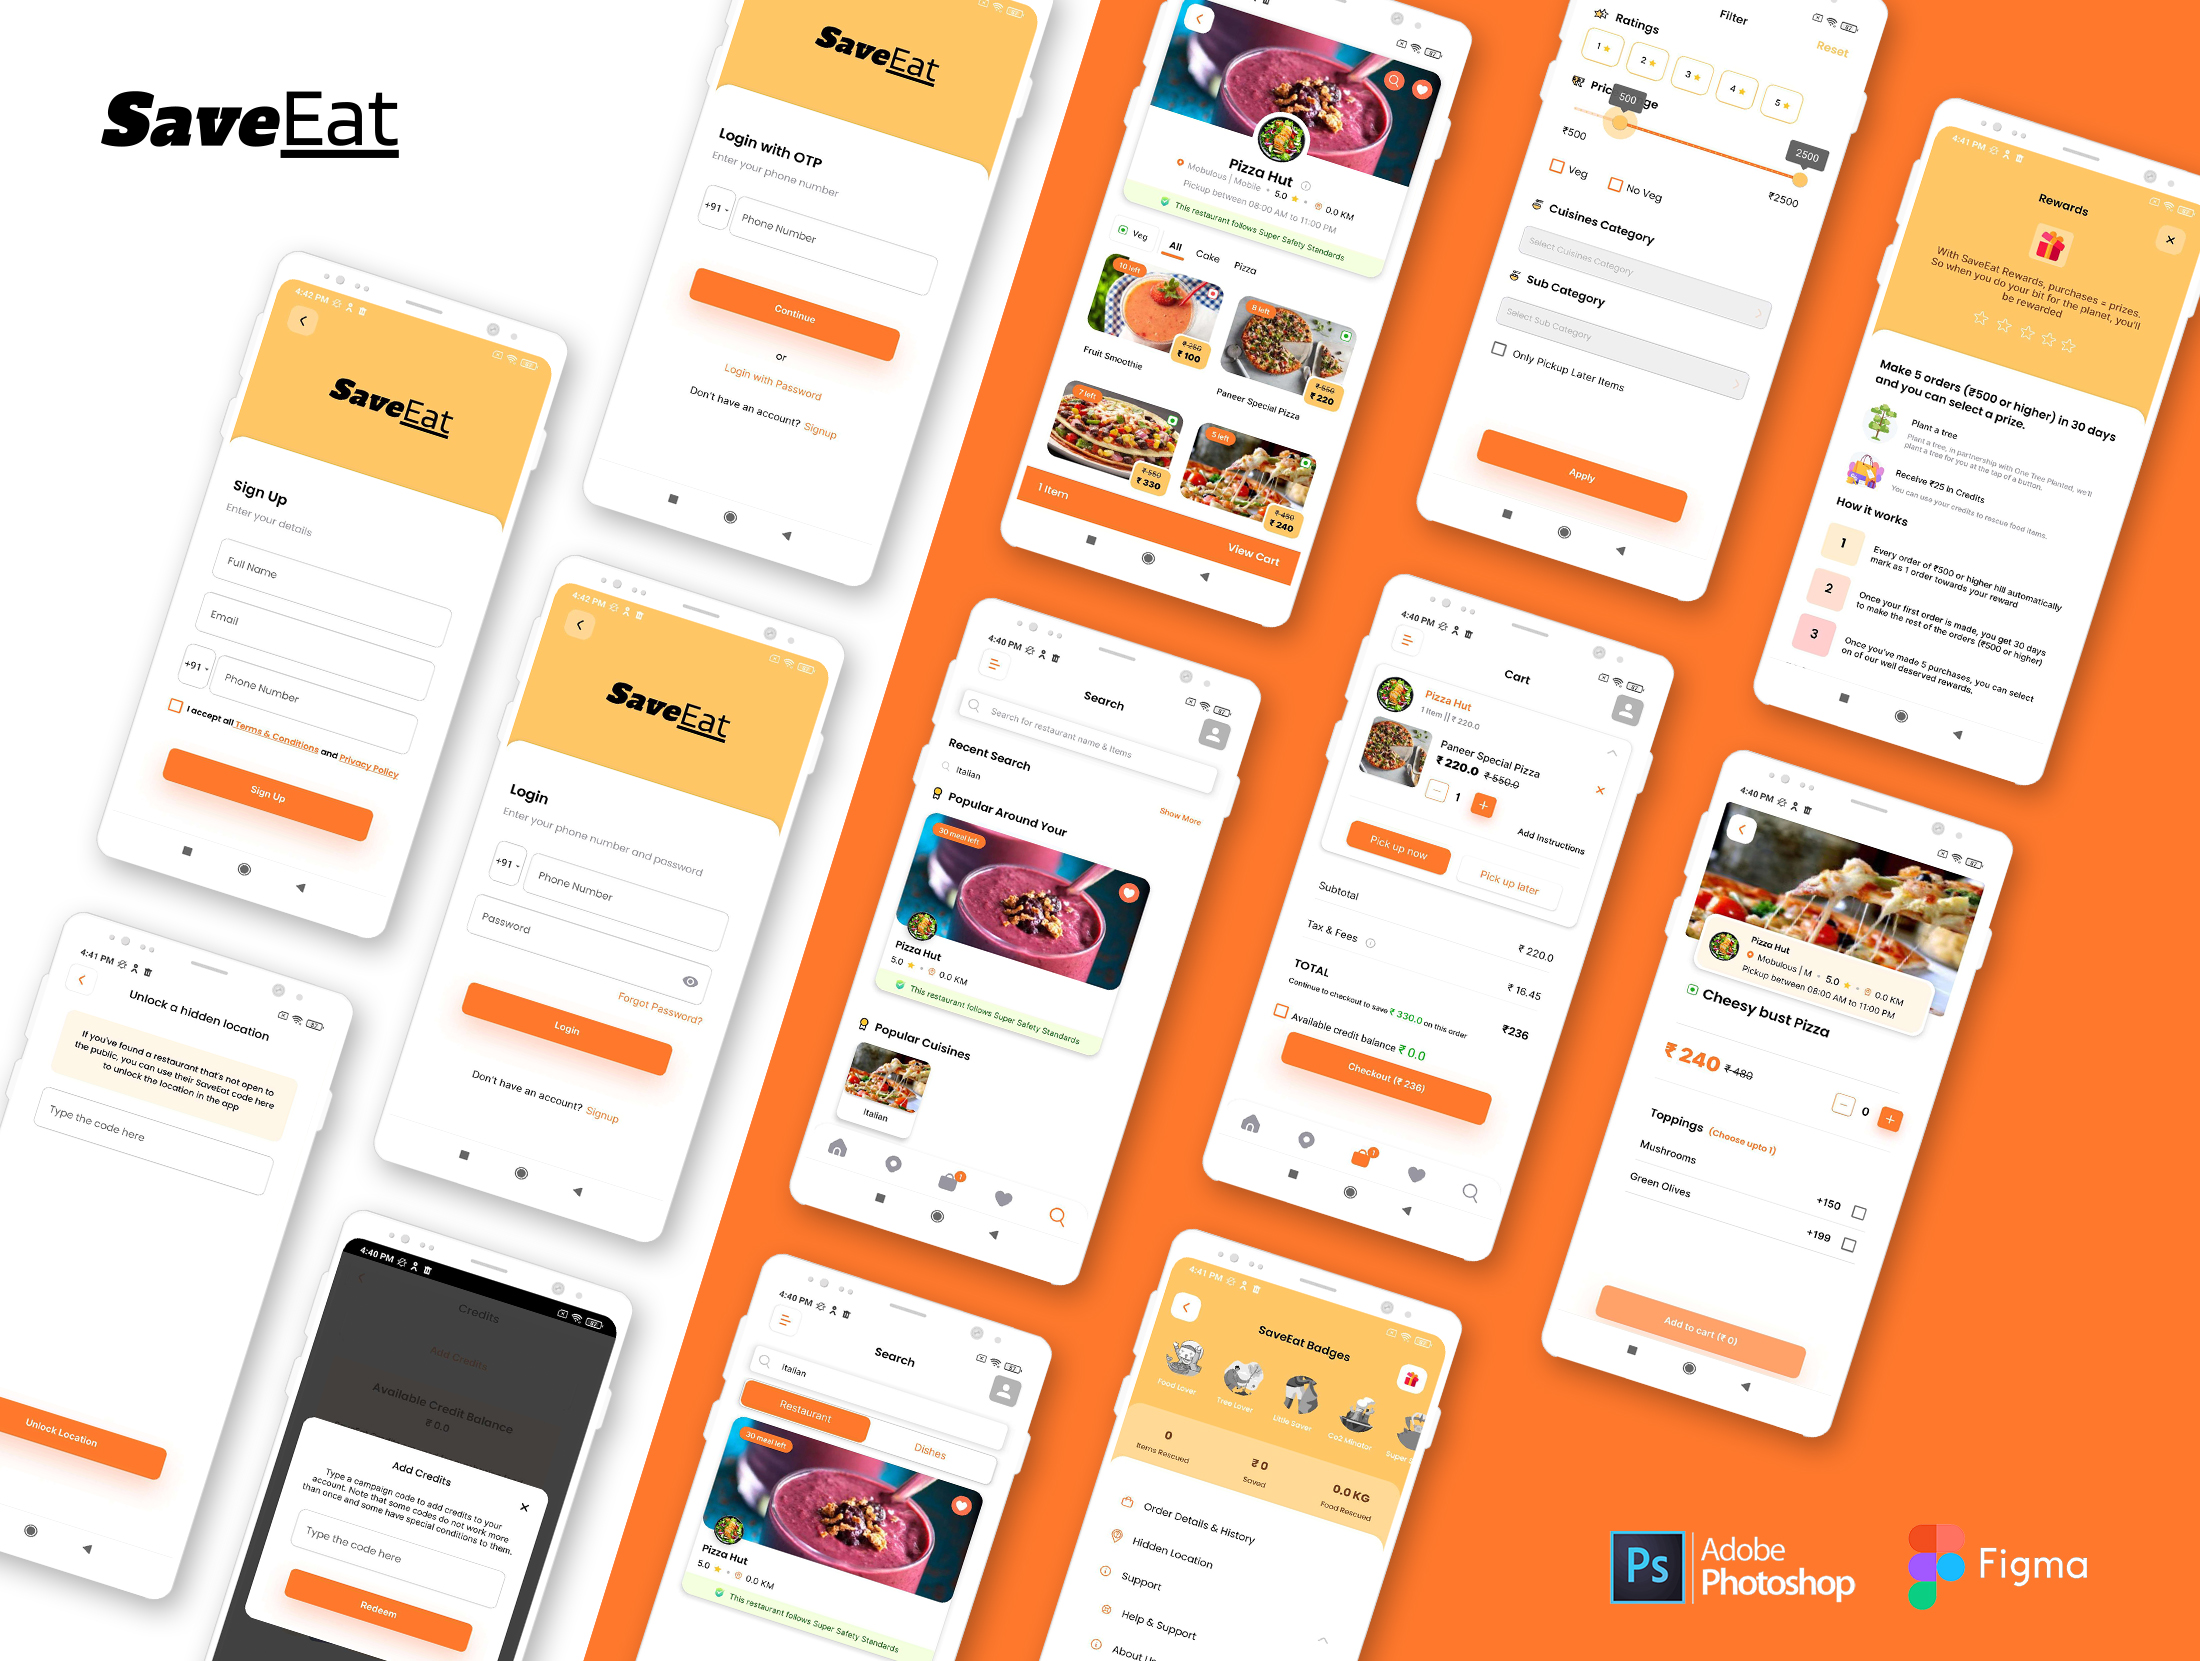 SaveEat
4:42 PM
SaveEat
Sign Up
Enter your details
Full Name
Email
+91
Phone Number
I accept all Terms & Conditions and Privacy Policy
Sign Up
SaveEat
Login with OTP
Enter your phone number
+91
Phone Number
Continue
or
Login with Password
Don't have an account? Signup
4:42 PM
SaveEat
Login
Enter your phone number and password
+91
Phone Number
Password
Forgot Password?
Login
Don't have an account? Signup
4:41 PM
Unlock a hidden location
If you've found a restaurant that's not open to
the public, you can use their SaveEat code here
to unlock the location in the app
Type the code here
Unlock Location
4:40 PM
Credits
Add Credits
Available Credit Balance
₹ 0.0
Add Credits
Type a campaign code to add credits to your
account. Note that some codes do not work more
than once and some have special conditions to them.
Type the code here
Redeem
Pizza Hut
Mobulous | Mobile • 5.0 • 0.0 KM
Pickup between 08:00 AM to 11:00 PM
This restaurant follows Super Safety Standards
Veg
All
Cake
Pizza
10 left
₹ 250
₹ 100
Fruit Smoothie
8 left
₹ 550
₹ 220
Paneer Special Pizza
7 left
₹ 550
₹ 330
5 left
₹ 480
₹ 240
1 Item
View Cart
4:40 PM
Search
Search for restaurant name & Items
Recent Search
Italian
Popular Around Your
Show More
30 meal left
Pizza Hut
5.0 • 0.0 KM
This restaurant follows Super Safety Standards
Popular Cuisines
Italian
1
4:40 PM
Search
Italian
Restaurant
Dishes
30 meal left
Pizza Hut
5.0 • 0.0 KM
This restaurant follows Super Safety Standards
Filter
Reset
Ratings
1
2
3
4
5
500
2500
₹500
₹2500
Veg
No Veg
Cuisines Category
Select Cuisines Category
Sub Category
Select Sub Category
Only Pickup Later Items
Apply
4:40 PM
Cart
Pizza Hut
1 Item || ₹ 220.0
Paneer Special Pizza
₹ 220.0 ₹ 550.0
1
Add Instructions
Pick up now
Pick up later
Subtotal
₹ 220.0
Tax & Fees
₹ 16.45
TOTAL
₹236
Continue to checkout to save ₹ 330.0 on this order
Available credit balance ₹ 0.0
Checkout (₹ 236)
1
4:41 PM
SaveEat Badges
Food Lover
Tree Lover
Little Saver
Co2 Minator
Super
0
Items Rescued
₹ 0
Saved
0.0 KG
Food Rescued
Order Details & History
Hidden Location
Support
Help & Support
4:41 PM
Rewards
With SaveEat Rewards, purchases = prizes.
So when you do your bit for the planet, you'll
be rewarded
Make 5 orders (₹500 or higher) in 30 days
and you can select a prize.
Plant a tree
Plant a tree, in partnership with One Tree Planted, we'll
plant a tree for you at the tap of a button.
Receive ₹25 in Credits
You can use your credits to rescue food items.
How it works
1
Every order of ₹500 or higher hill automatically
mark as 1 order towards your reward
2
Once your first order is made, you get 30 days
to make the rest of the orders (₹500 or higher)
3
Once you've made 5 purchases, you can select
on of our well deserved rewards.
4:40 PM
Pizza Hut
Mobulous | M • 5.0 • 0.0 KM
Pickup between 08:00 AM to 11:00 PM
Cheesy bust Pizza
₹ 240 ₹ 480
0
Toppings (Choose upto 1)
Mushrooms
+150
Green Olives
+199
Add to cart (₹ 0)
Ps Adobe
Photoshop
Figma